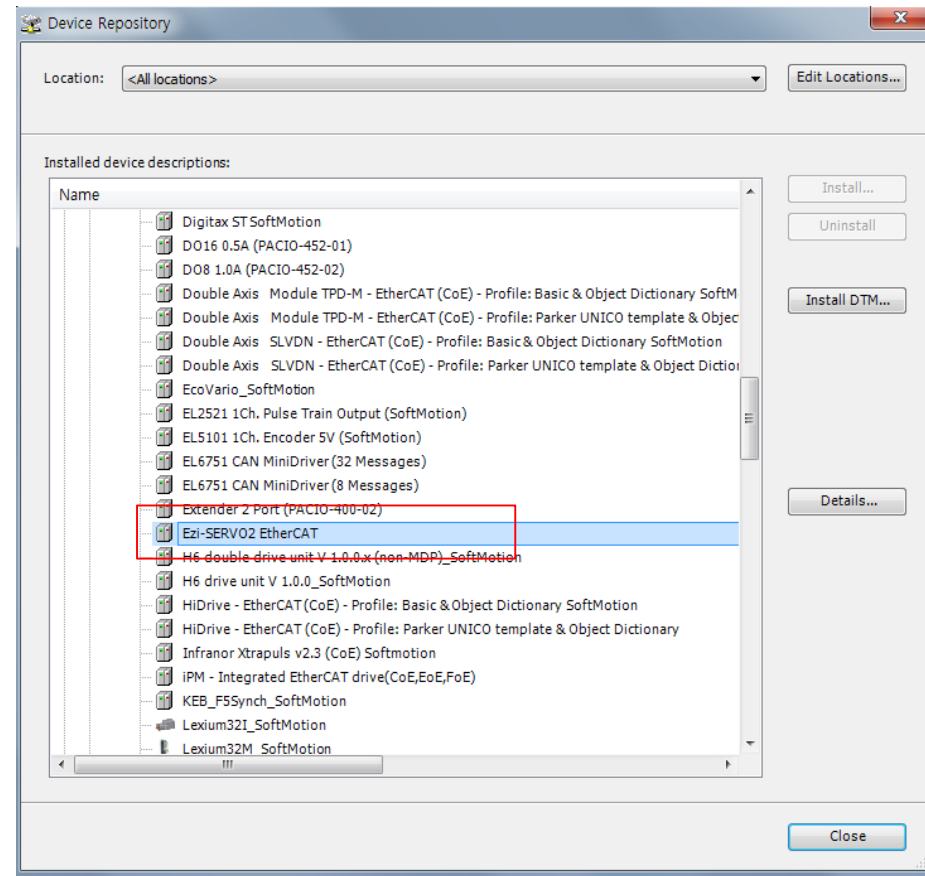 Device Repository
Location: <All locations> Edit Locations...
Installed device descriptions:
Name
Install...
Uninstall
Install DTM...
Details...
Digitax ST SoftMotion
DO16 0.5A (PACIO-452-01)
DO8 1.0A (PACIO-452-02)
Double Axis Module TPD-M - EtherCAT (CoE) - Profile: Basic & Object Dictionary SoftM
Double Axis Module TPD-M - EtherCAT (CoE) - Profile: Parker UNICO template & Objec
Double Axis SLVDN - EtherCAT (CoE) - Profile: Basic & Object Dictionary SoftMotion
Double Axis SLVDN - EtherCAT (CoE) - Profile: Parker UNICO template & Object Diction
EcoVario_SoftMotion
EL2521 1Ch. Pulse Train Output (SoftMotion)
EL5101 1Ch. Encoder 5V (SoftMotion)
EL6751 CAN MiniDriver (32 Messages)
EL6751 CAN MiniDriver (8 Messages)
Extender 2 Port (PACIO-400-02)
Ezi-SERVO2 EtherCAT
H6 double drive unit V 1.0.0.x (non-MDP)_SoftMotion
H6 drive unit V 1.0.0_SoftMotion
HiDrive - EtherCAT (CoE) - Profile: Basic & Object Dictionary SoftMotion
HiDrive - EtherCAT (CoE) - Profile: Parker UNICO template & Object Dictionary
Infranor Xtrapuls v2.3 (CoE) Softmotion
iPM - Integrated EtherCAT drive(CoE,EoE,FoE)
KEB_F5Synch_SoftMotion
Lexium32I_SoftMotion
Lexium32M_SoftMotion
Close